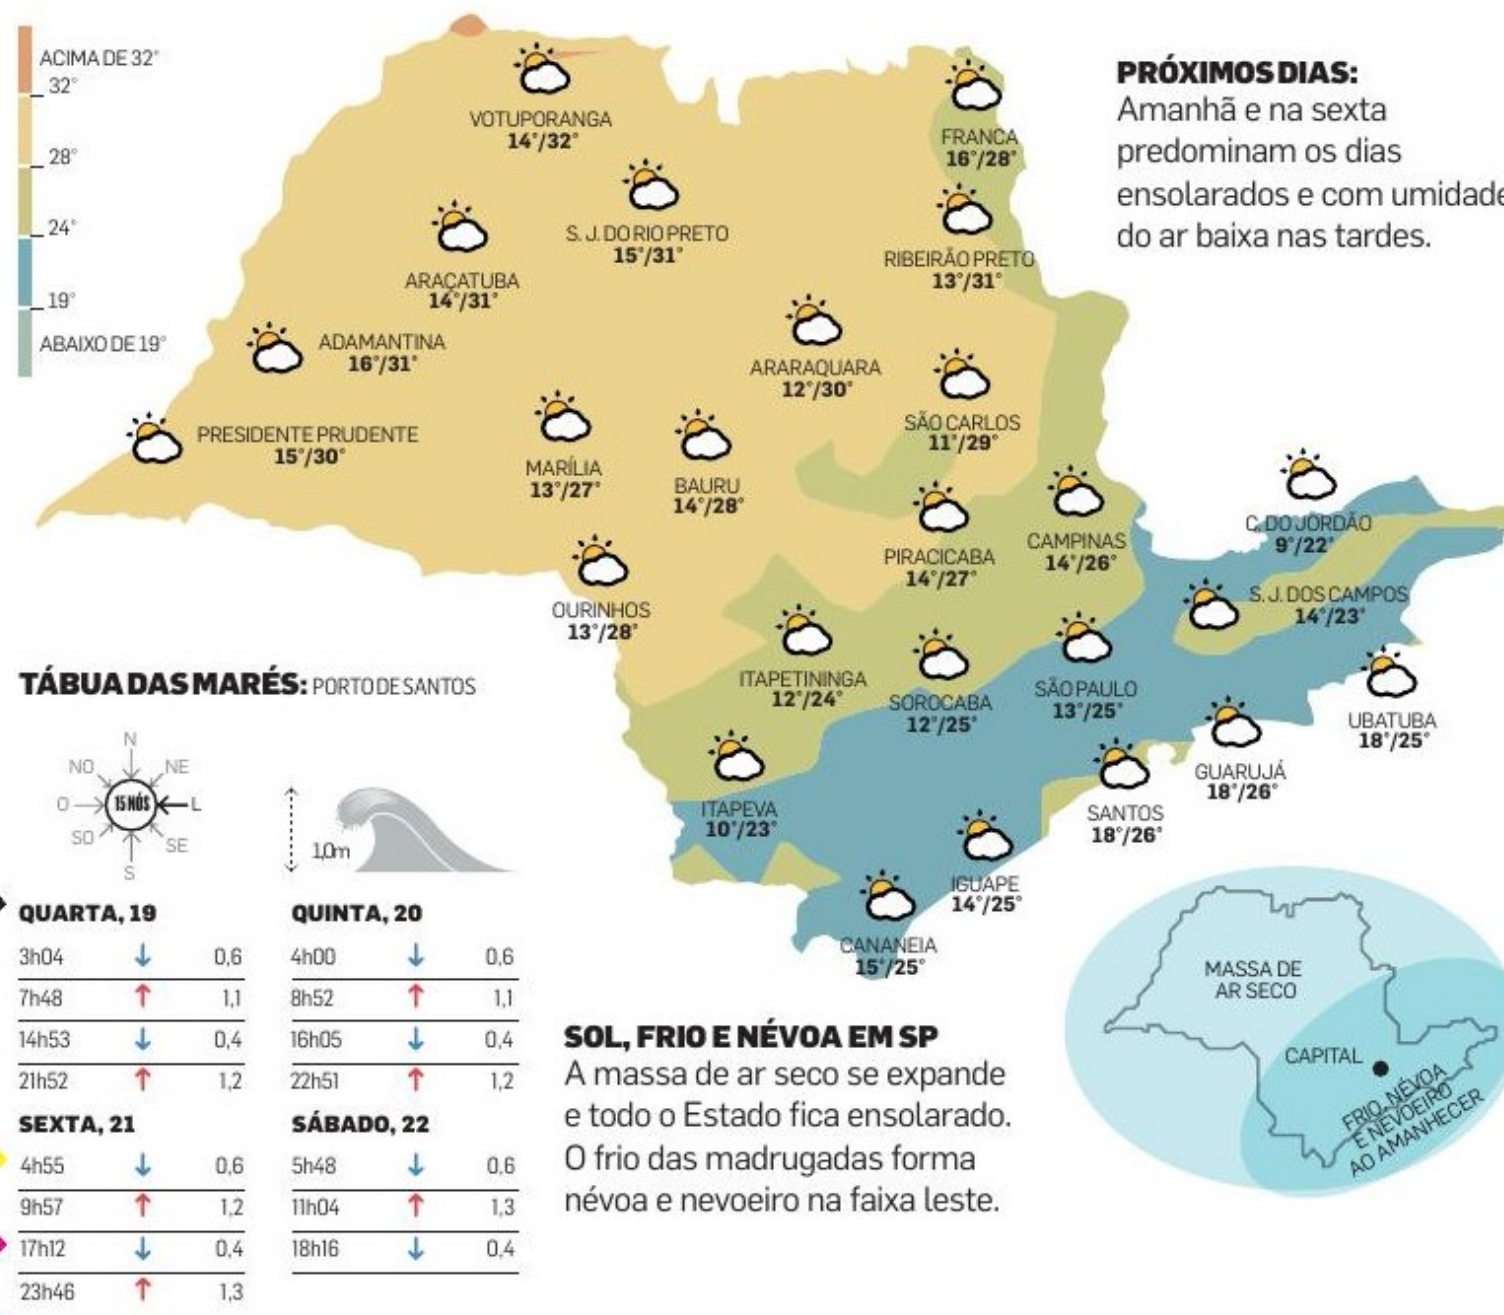 ACIMA DE 32°
32°
28°
24°
19°
ABAIXO DE 19°
VOTUPORANGA
14°/32°
FRANCA
16°/28°
S. J. DO RIO PRETO
15°/31°
RIBEIRÃO PRETO
13°/31°
ARAÇATUBA
14°/31°
ADAMANTINA
16°/31°
ARARAQUARA
12°/30°
SÃO CARLOS
11°/29°
PRESIDENTE PRUDENTE
15°/30°
MARÍLIA
13°/27°
BAURU
14°/28°
PIRACICABA
14°/27°
CAMPINAS
14°/26°
C. DO JORDÃO
9°/22°
S. J. DOS CAMPOS
14°/23°
OURINHOS
13°/28°
ITAPETININGA
12°/24°
SOROCABA
12°/25°
SÃO PAULO
13°/25°
UBATUBA
18°/25°
GUARUJÁ
18°/26°
SANTOS
18°/26°
ITAPEVA
10°/23°
IGUAPE
14°/25°
CANANEIA
15°/25°
PRÓXIMOS DIAS:
Amanhã e na sexta
predominam os dias
ensolarados e com umidade
do ar baixa nas tardes.
TÁBUA DAS MARÉS: PORTO DE SANTOS
N
NO NE
O 15 NÓS L
SO SE
S
1,0m
QUARTA, 19
3h04 ↓ 0,6
7h48 ↑ 1,1
14h53 ↓ 0,4
21h52 ↑ 1,2
QUINTA, 20
4h00 ↓ 0,6
8h52 ↑ 1,1
16h05 ↓ 0,4
22h51 ↑ 1,2
SEXTA, 21
4h55 ↓ 0,6
9h57 ↑ 1,2
17h12 ↓ 0,4
23h46 ↑ 1,3
SÁBADO, 22
5h48 ↓ 0,6
11h04 ↑ 1,3
18h16 ↓ 0,4
SOL, FRIO E NÉVOA EM SP
A massa de ar seco se expande
e todo o Estado fica ensolarado.
O frio das madrugadas forma
névoa e nevoeiro na faixa leste.
MASSA DE
AR SECO
CAPITAL
FRIO, NÉVOA
E NEVOEIRO
AO AMANHECER